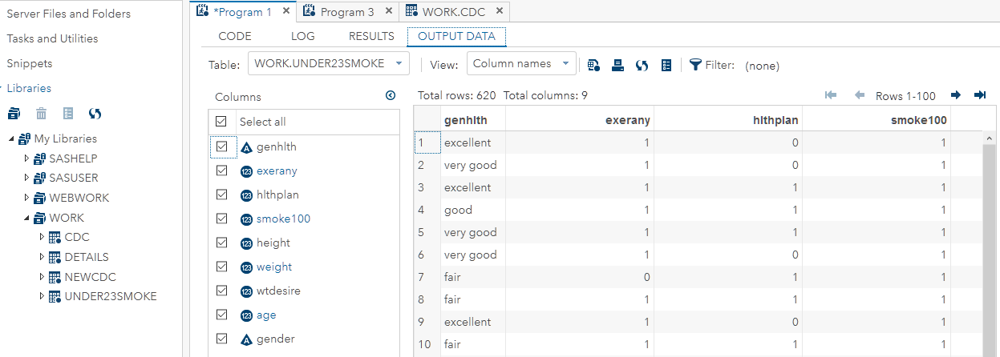 Server Files and Folders
Tasks and Utilities
Snippets
Libraries
My Libraries
SASHELP
SASUSER
WEBWORK
WORK
CDC
DETAILS
NEWCDC
UNDER23SMOKE
*Program 1 Program 3 WORK.CDC
CODE LOG RESULTS OUTPUT DATA
Table: WORK.UNDER23SMOKE View: Column names Filter: (none)
Columns
Select all
genhlth
exerany
hlthplan
smoke100
height
weight
wtdesire
age
gender
Total rows: 620 Total columns: 9 Rows 1-100
genhlth exerany hlthplan smoke100
1 excellent 1 0 1
2 very good 1 0 1
3 excellent 1 1 1
4 good 1 1 1
5 very good 1 1 1
6 very good 1 0 1
7 fair 0 1 1
8 fair 1 1 1
9 excellent 1 0 1
10 fair 1 1 1